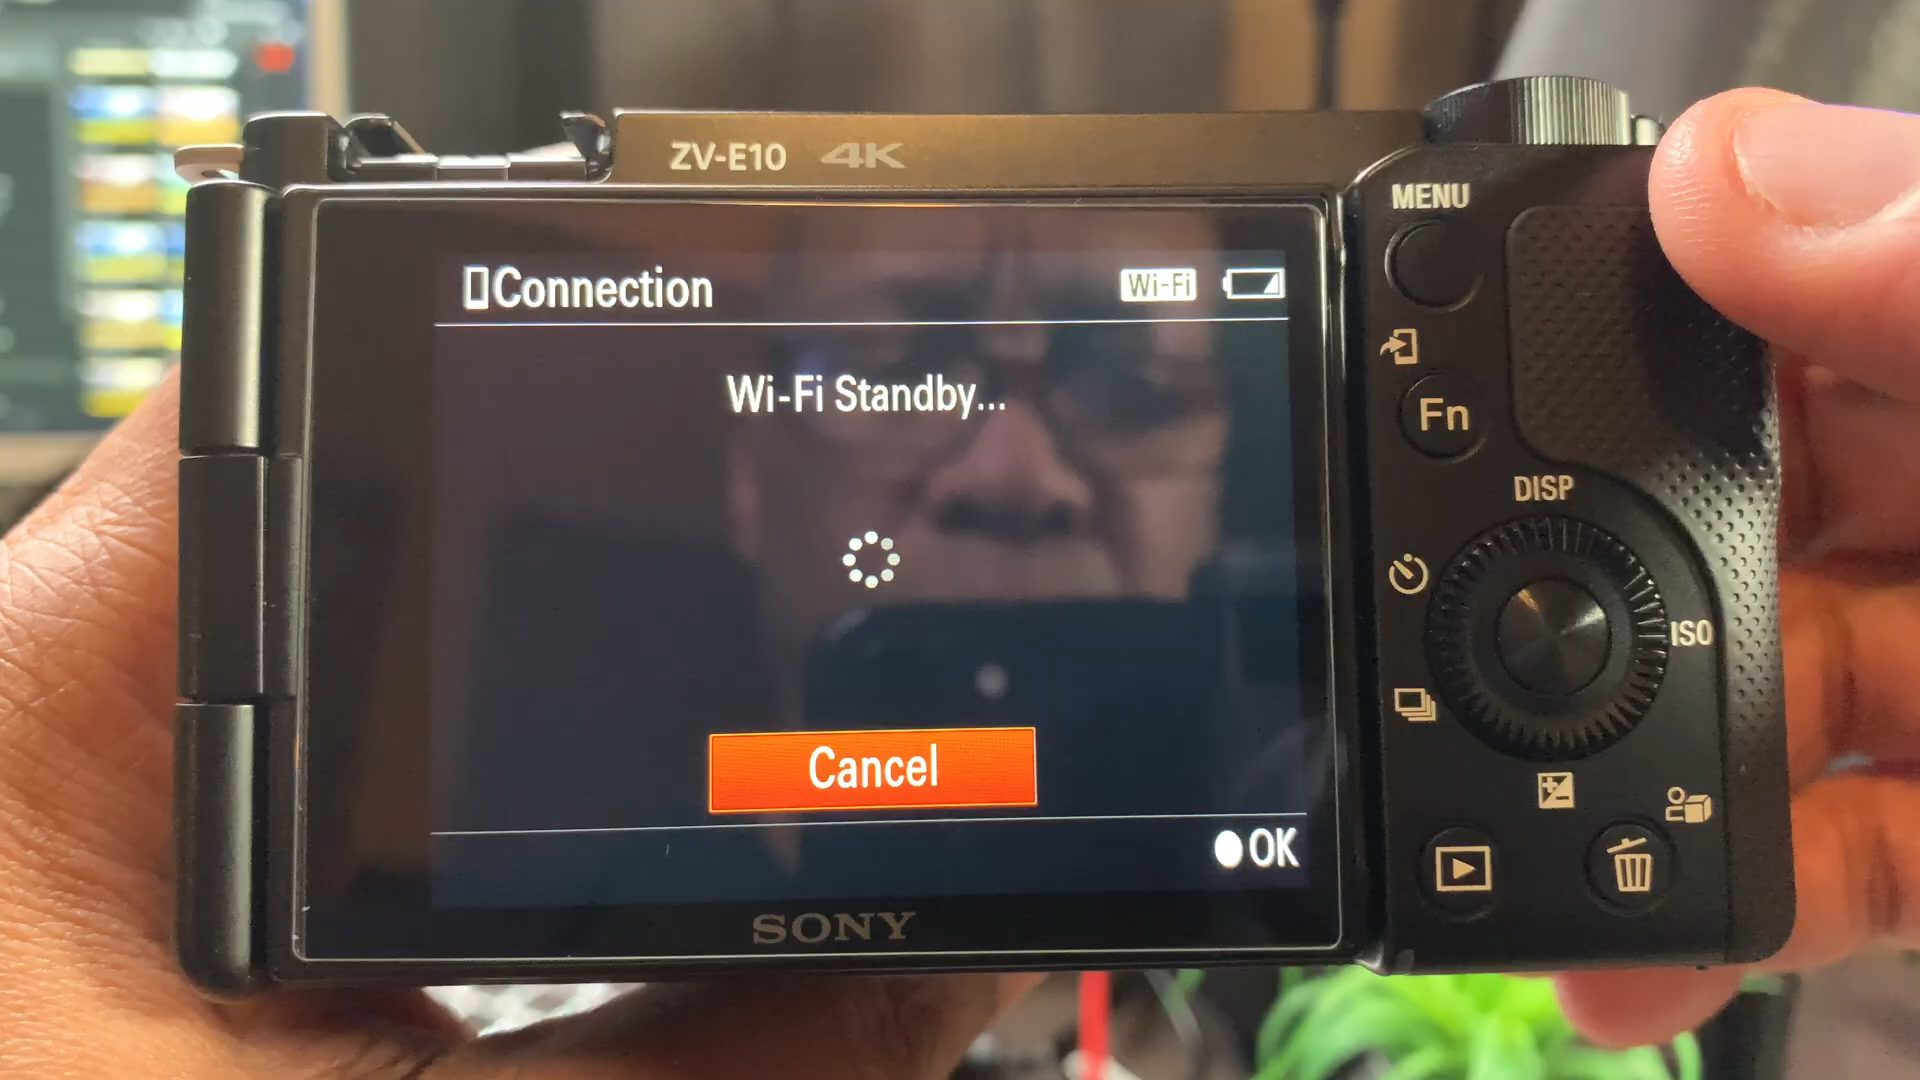 ZV-E10 4K
MENU
Connection
Wi-Fi
Wi-Fi Standby...
Fn
DISP
ISO
Cancel
OK
SONY